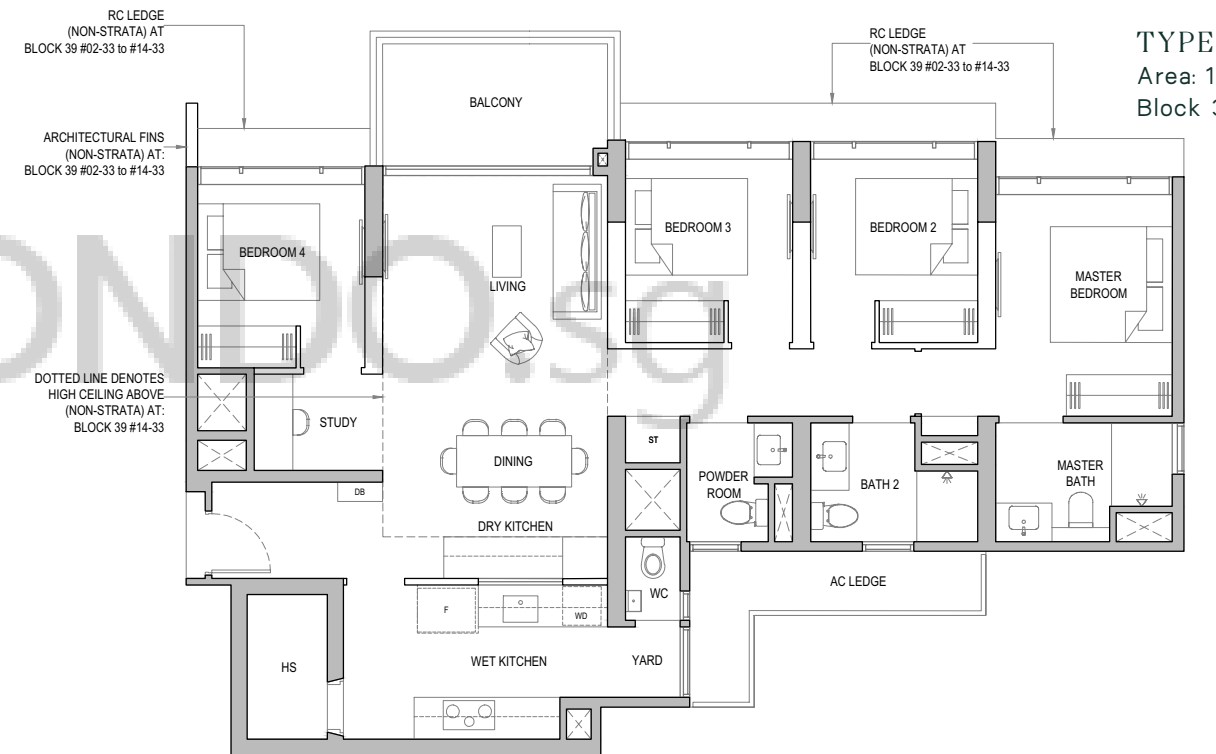 RC LEDGE
(NON-STRATA) AT
BLOCK 39 #02-33 to #14-33
RC LEDGE
(NON-STRATA) AT
BLOCK 39 #02-33 to #14-33
TYPE
Area: 1
Block 3
BALCONY
ARCHITECTURAL FINS
(NON-STRATA) AT:
BLOCK 39 #02-33 to #14-33
BEDROOM 4
LIVING
BEDROOM 3
BEDROOM 2
MASTER
BEDROOM
ONDO.sg
DOTTED LINE DENOTES
HIGH CEILING ABOVE
(NON-STRATA) AT:
BLOCK 39 #14-33
STUDY
DINING
ST
POWDER
ROOM
BATH 2
MASTER
BATH
DB
DRY KITCHEN
WC
AC LEDGE
F
WD
HS
WET KITCHEN
YARD